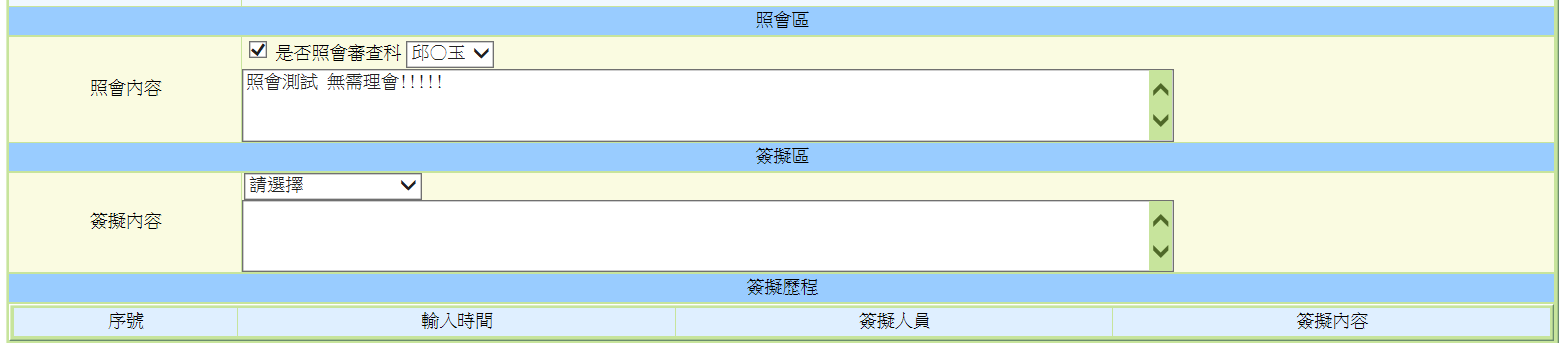 照會區
是否照會審查科 邱〇玉
照會內容
照會測試 無需理會!!!!!
簽擬區
請選擇
簽擬內容
簽擬歷程
序號 輸入時間 簽擬人員 簽擬內容